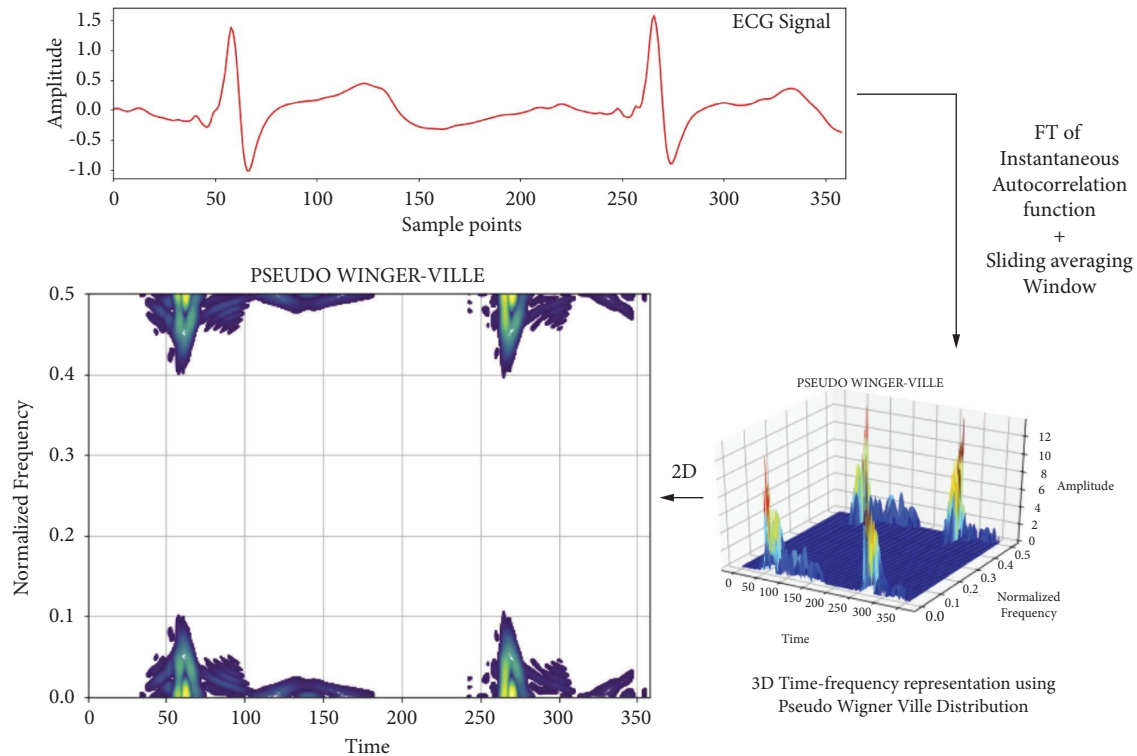 ECG Signal
1.5
1.0
0.5
0.0
-0.5
-1.0
Amplitude
0 50 100 150 200 250 300 350
Sample points
FT of
Instantaneous
Autocorrelation
function
+
Sliding averaging
Window
PSEUDO WINGER-VILLE
0.5
0.4
0.3
0.2
0.1
0.0
Normalized Frequency
0 50 100 150 200 250 300 350
Time
2D
PSEUDO WINGER-VILLE
12
10
8
6
4
2
0
Amplitude
0.5
0.4
0.3
0.2
0.1
0.0
Normalized
Frequency
0 50 100 150 200 250 300 350
Time
3D Time-frequency representation using
Pseudo Wigner Ville Distribution